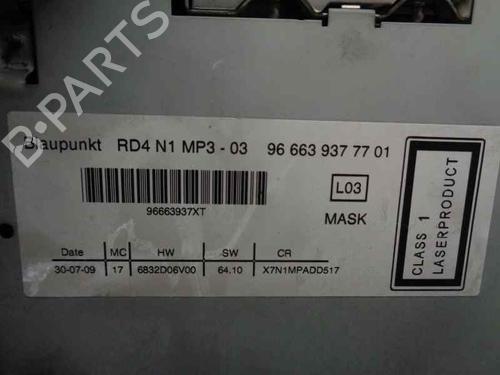 Blaupunkt RD4 N1 MP3 - 03 96 663 937 77 01
96663937XT
L03
MASK
Date MC HW SW CR
30-07-09 17 6832D06V00 64.10 X7N1MPADD517
CLASS 1
LASERPRODUCT
B-PARTS